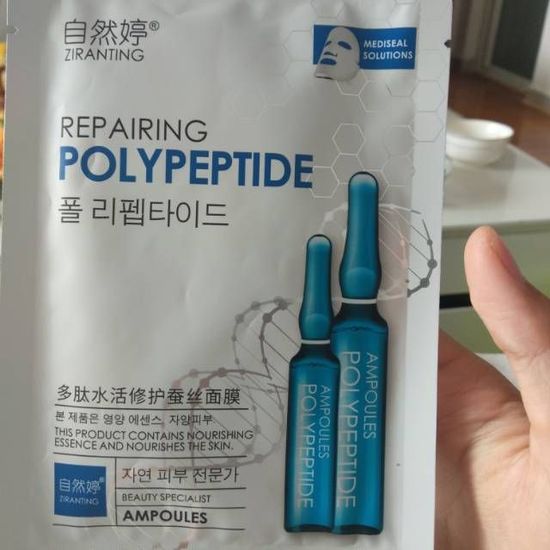 自然婷®
ZIRANTING
MEDISEAL
SOLUTIONS
REPAIRING
POLYPEPTIDE
폴 리펩타이드
AMPOULES
POLYPEPTIDE
AMPOULES
POLYPEPTIDE
多肽水活修护蚕丝面膜
본 제품은 영양 에센스 자양피부
THIS PRODUCT CONTAINS NOURISHING
ESSENCE AND NOURISHES THE SKIN.
自然婷®
ZIRANTING
자연 피부 전문가
BEAUTY SPECIALIST
AMPOULES